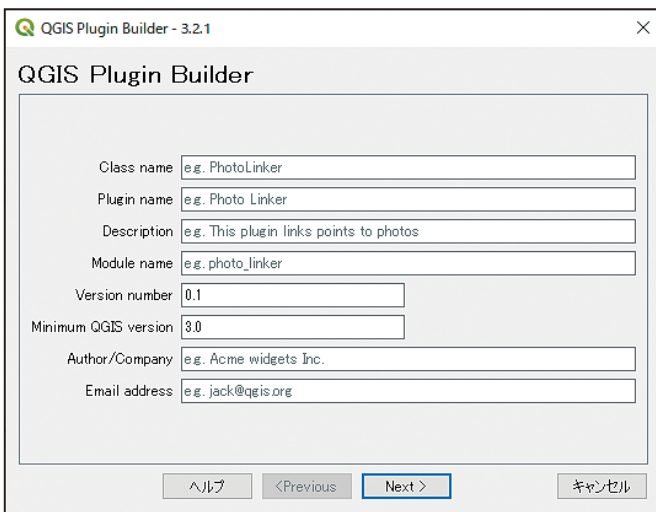 QGIS Plugin Builder - 3.2.1
QGIS Plugin Builder
Class name e.g. PhotoLinker
Plugin name e.g. Photo Linker
Description e.g. This plugin links points to photos
Module name e.g. photo_linker
Version number 0.1
Minimum QGIS version 3.0
Author/Company e.g. Acme widgets Inc.
Email address e.g. jack@qgis.org
ヘルプ <Previous Next > キャンセル